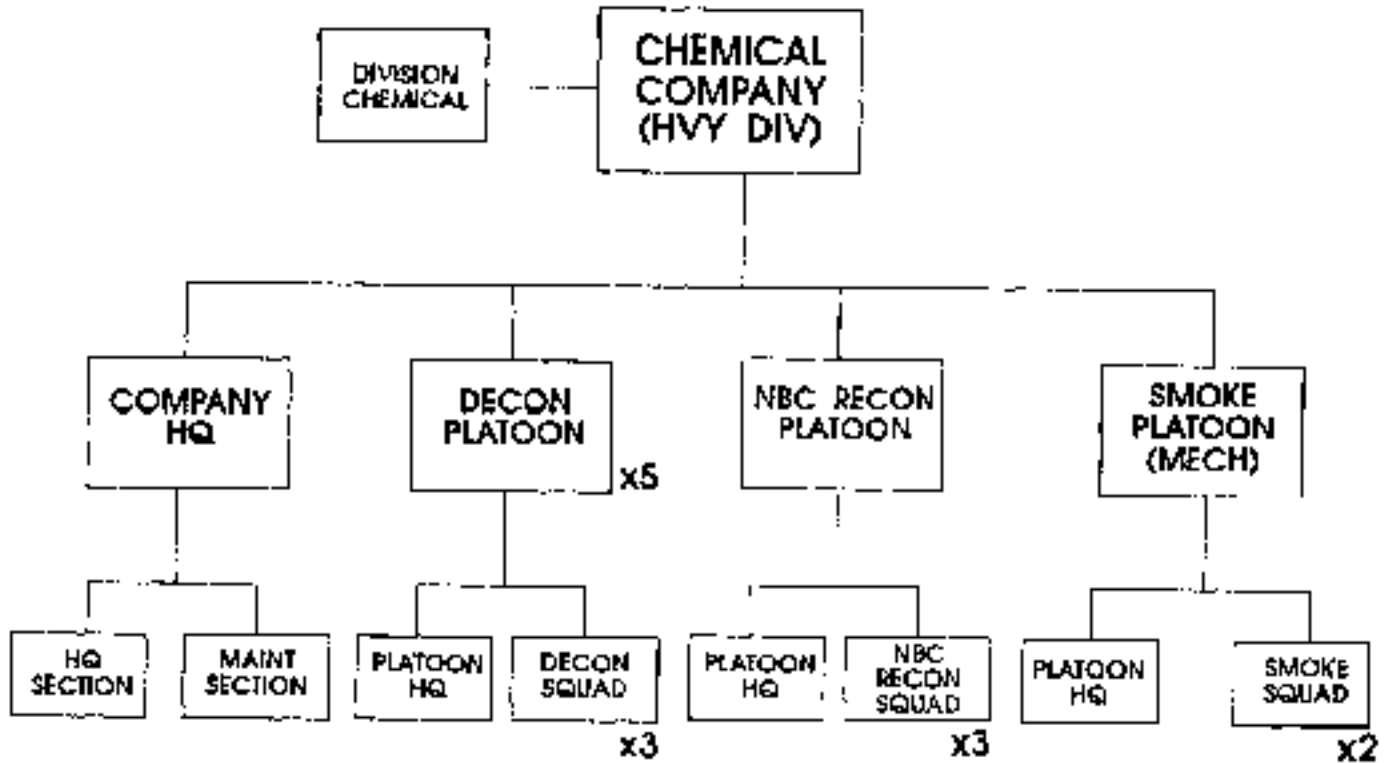 DIVISION
CHEMICAL
CHEMICAL
COMPANY
(HVY DIV)
COMPANY
HQ
DECON
PLATOON
x5
NBC RECON
PLATOON
SMOKE
PLATOON
(MECH)
HQ
SECTION
MAINT
SECTION
PLATOON
HQ
DECON
SQUAD
x3
PLATOON
HQ
NBC
RECON
SQUAD
x3
PLATOON
HQ
SMOKE
SQUAD
x2